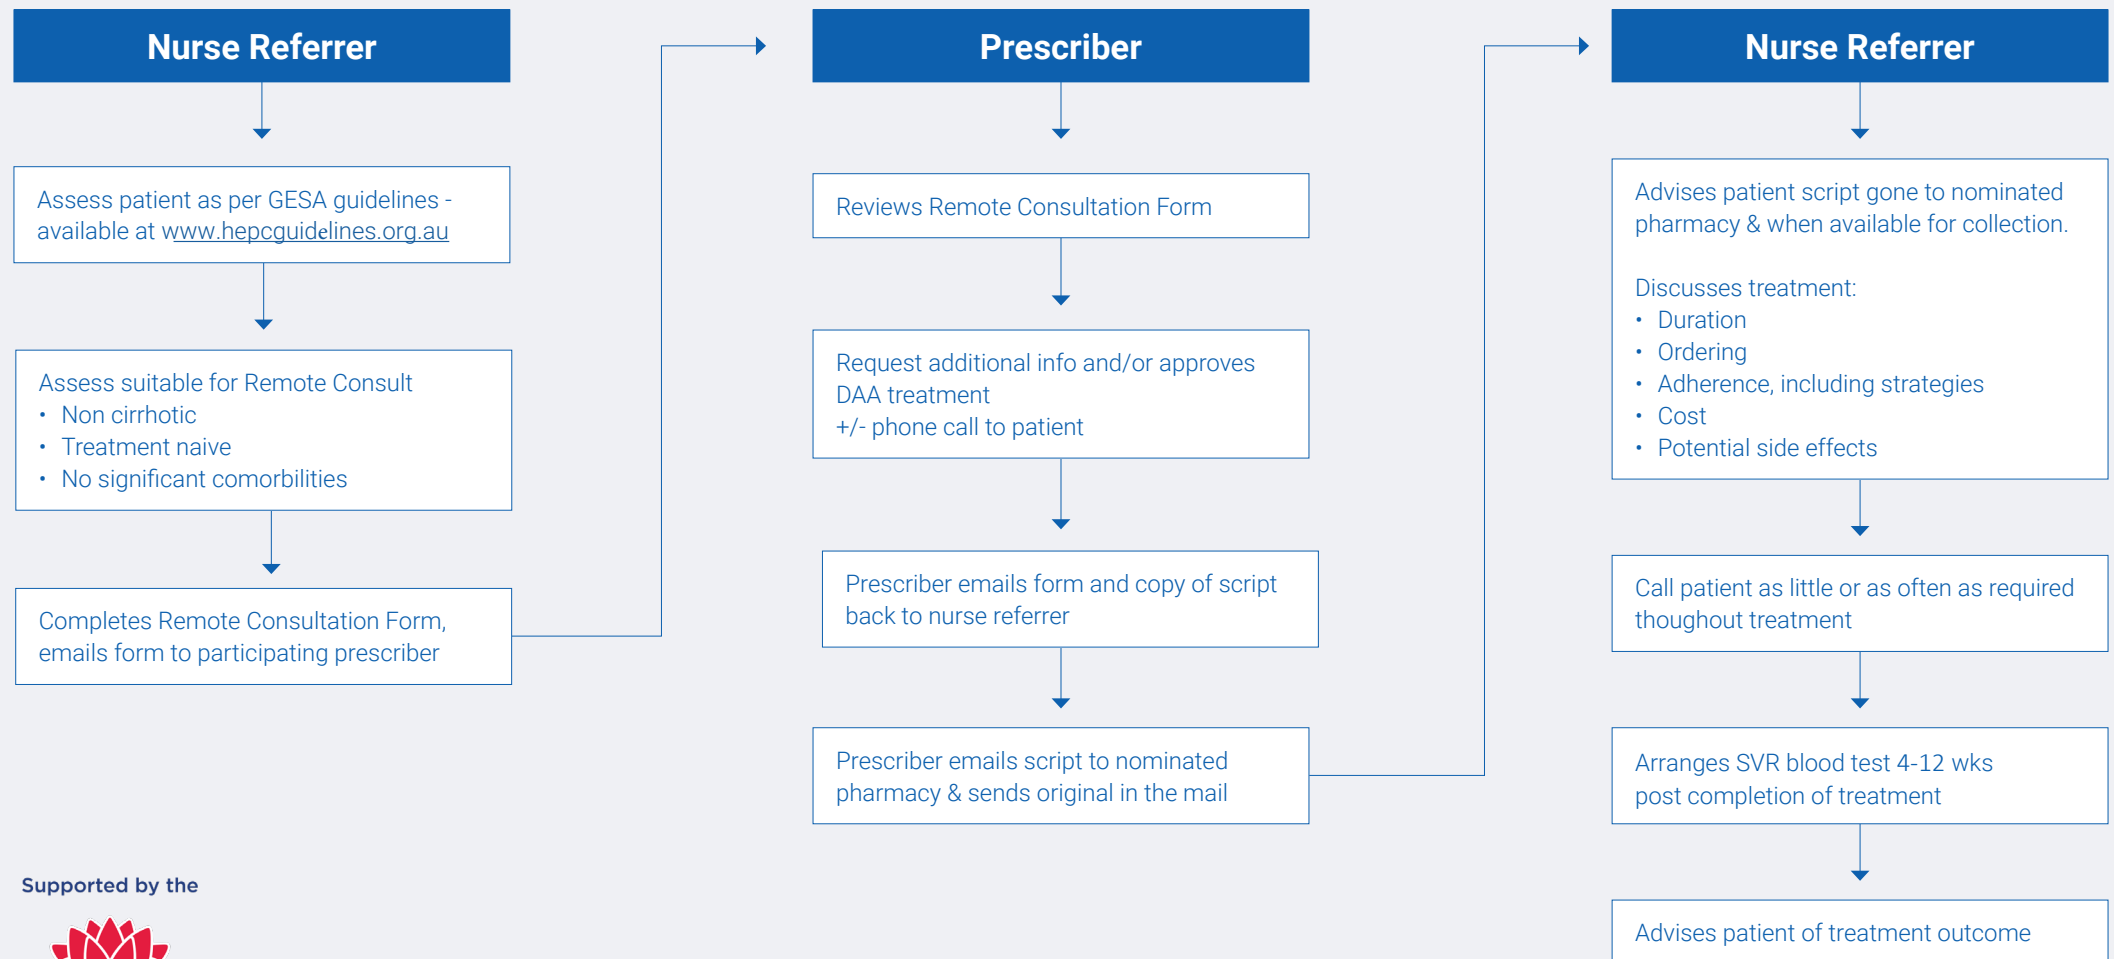 Nurse Referrer
Assess patient as per GESA guidelines -
available at www.hepcguidelines.org.au
Assess suitable for Remote Consult
• Non cirrhotic
• Treatment naive
• No significant comorbilities
Completes Remote Consultation Form,
emails form to participating prescriber
Prescriber
Reviews Remote Consultation Form
Request additional info and/or approves
DAA treatment
+/- phone call to patient
Prescriber emails form and copy of script
back to nurse referrer
Prescriber emails script to nominated
pharmacy & sends original in the mail
Nurse Referrer
Advises patient script gone to nominated
pharmacy & when available for collection.
Discusses treatment:
• Duration
• Ordering
• Adherence, including strategies
• Cost
• Potential side effects
Call patient as little or as often as required
thoughout treatment
Arranges SVR blood test 4-12 wks
post completion of treatment
Advises patient of treatment outcome
Supported by the